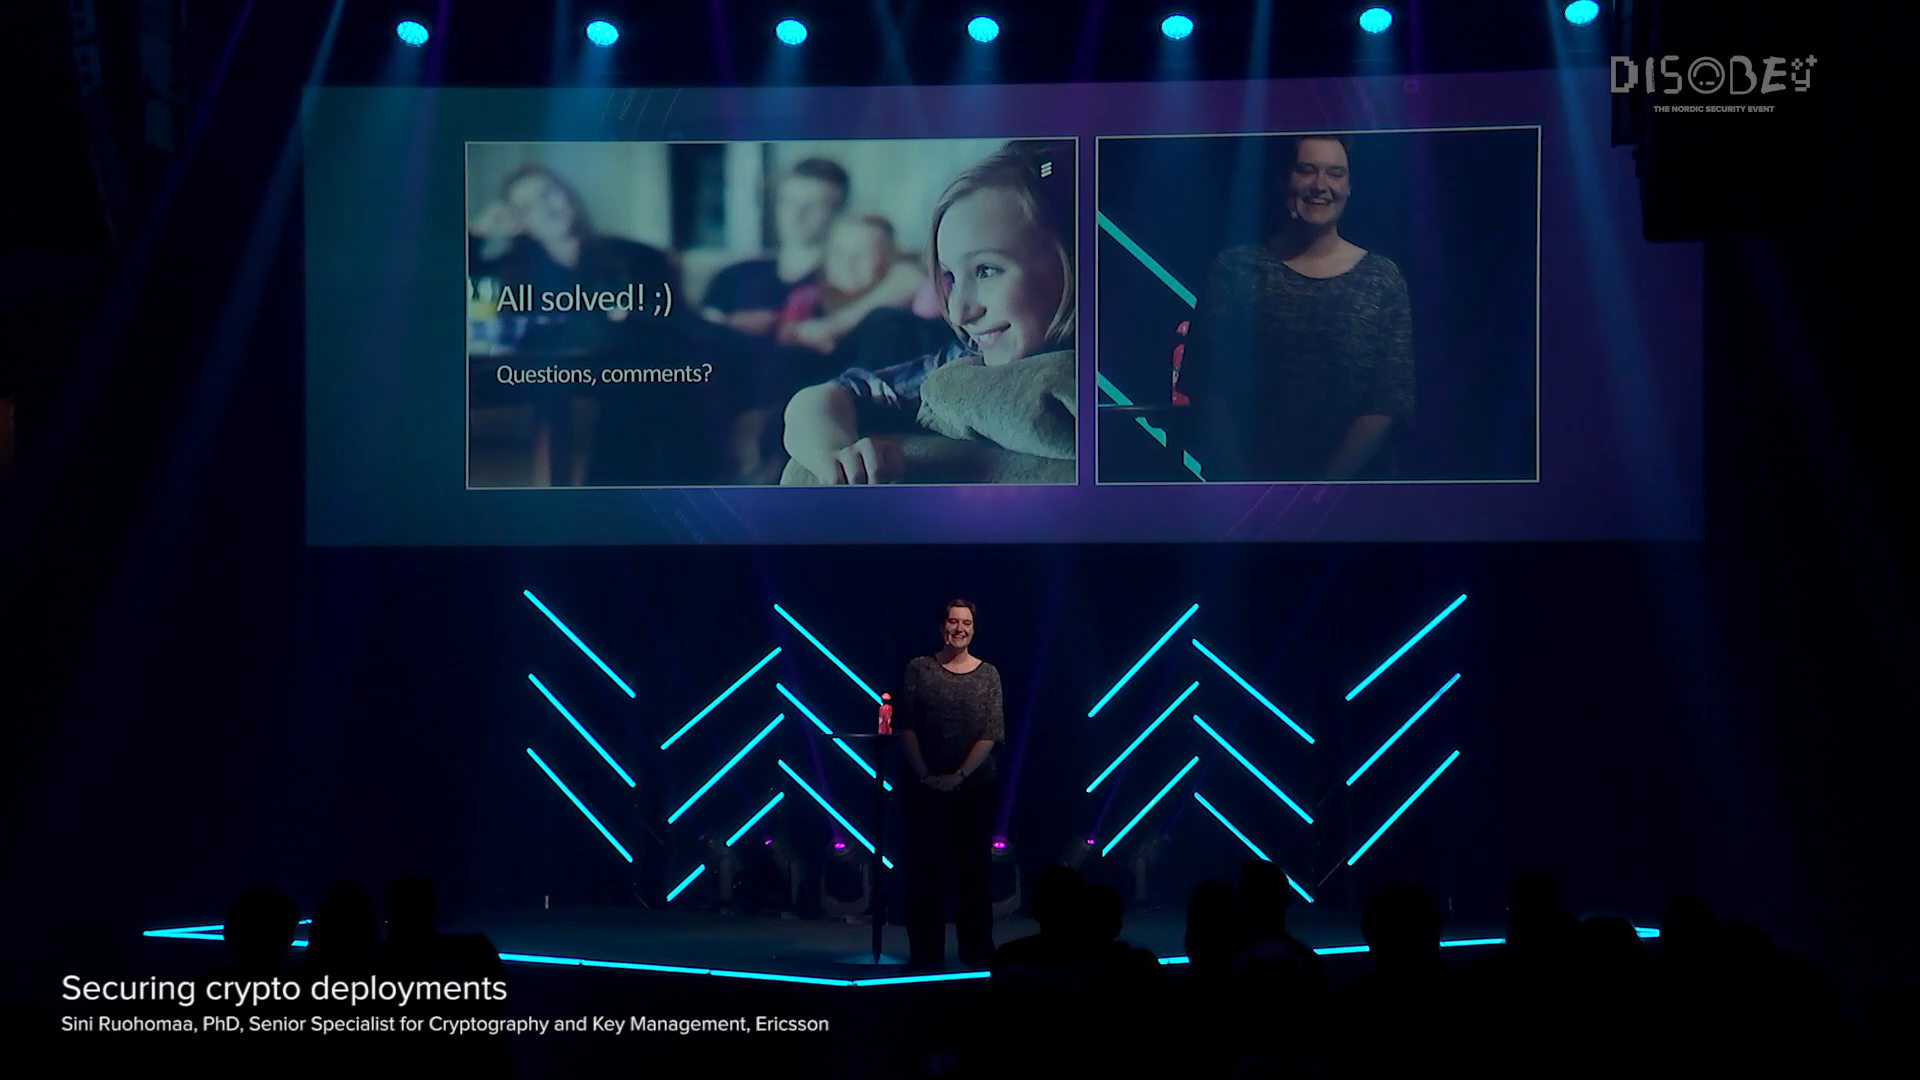 DISOBEY
THE NORDIC SECURITY EVENT
All solved! ;)
Questions, comments?
Securing crypto deployments
Sini Ruohomaa, PhD, Senior Specialist for Cryptography and Key Management, Ericsson